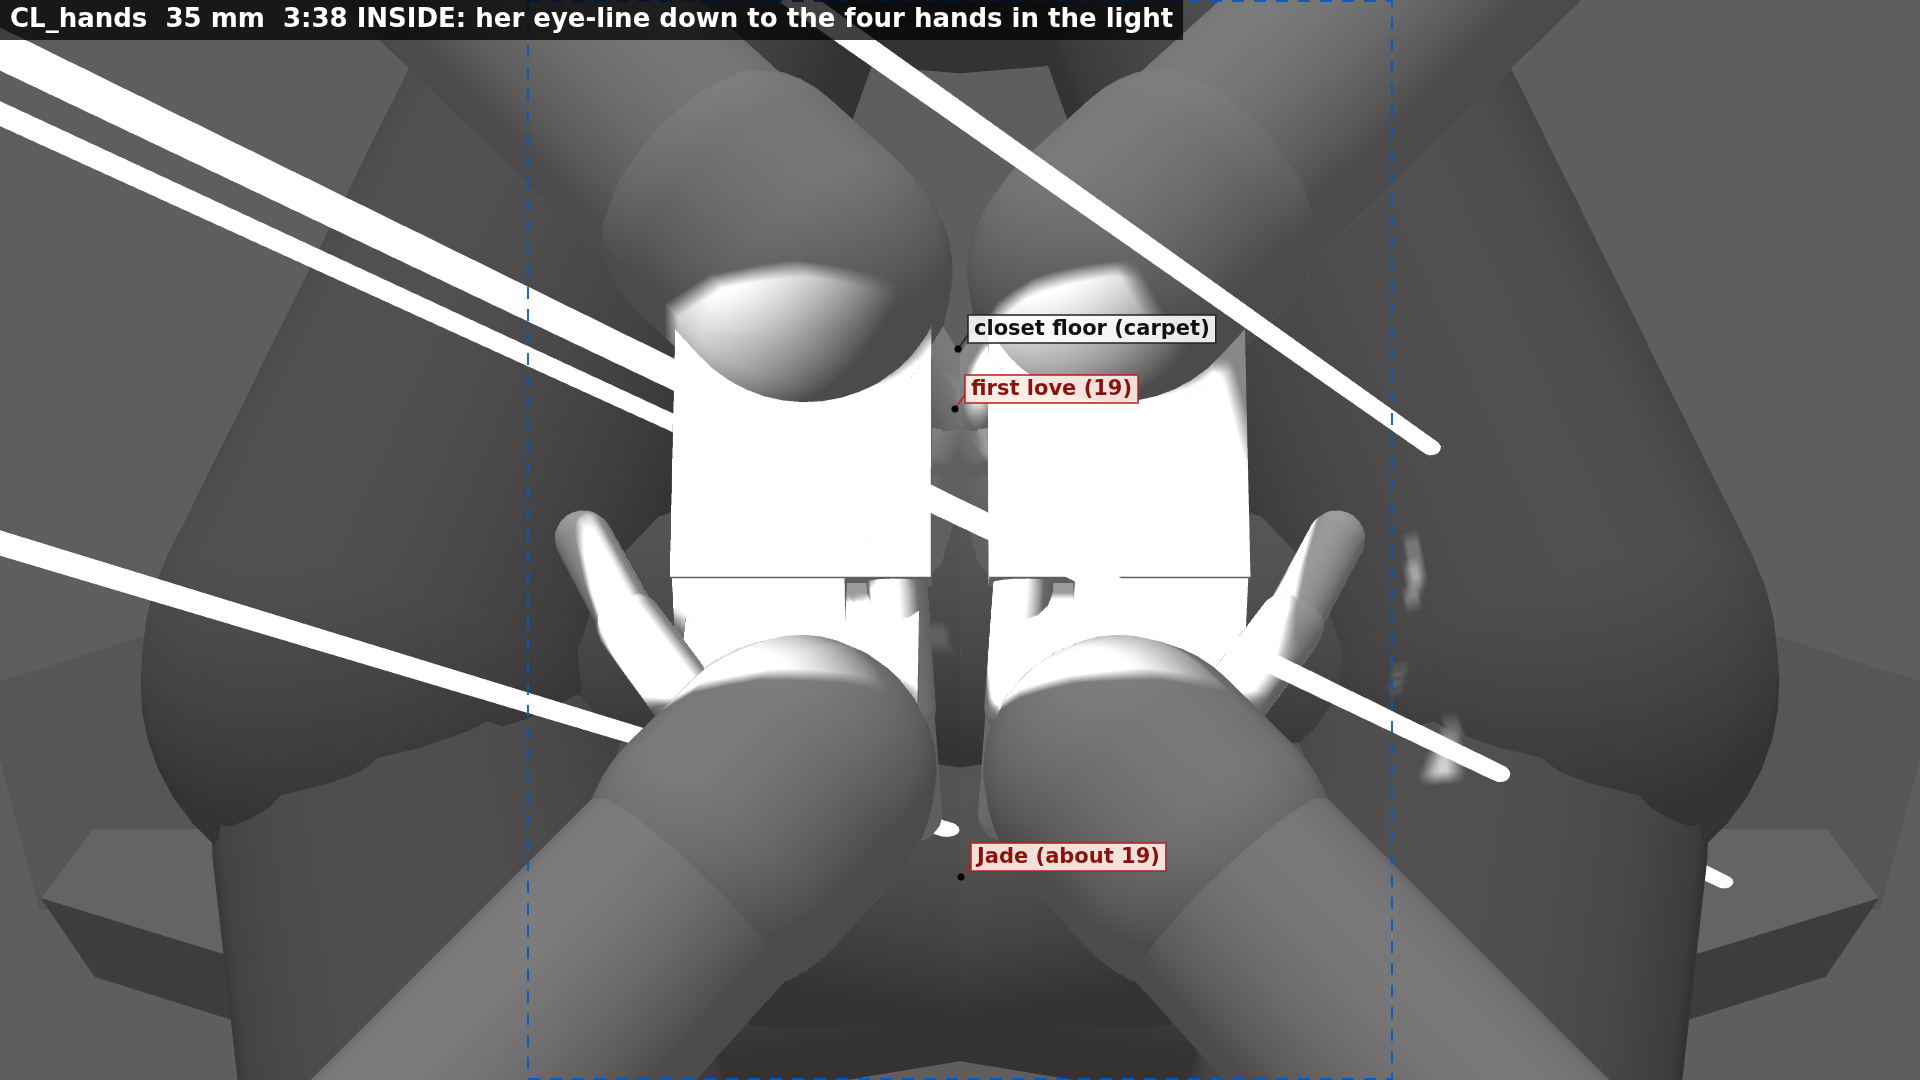 CL_hands 35 mm 3:38 INSIDE: her eye-line down to the four hands in the light
closet floor (carpet)
first love (19)
Jade (about 19)